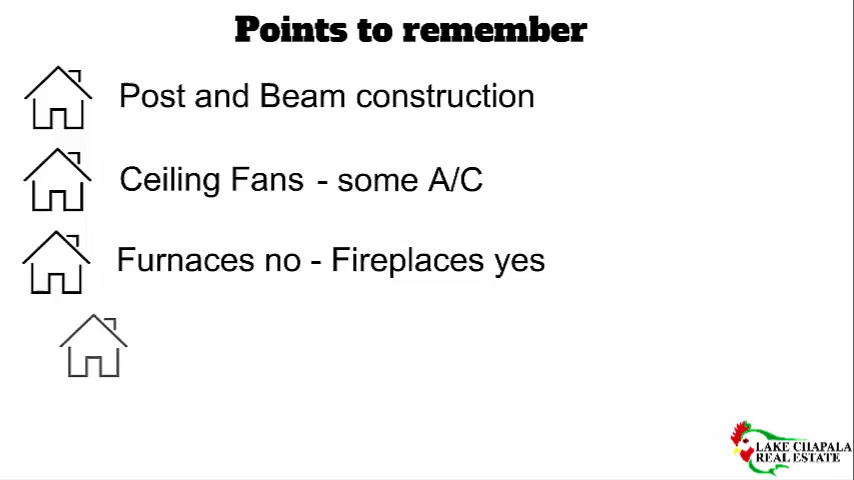 Points to remember
Post and Beam construction
Ceiling Fans - some A/C
Furnaces no - Fireplaces yes
LAKE CHAPALA
REAL ESTATE